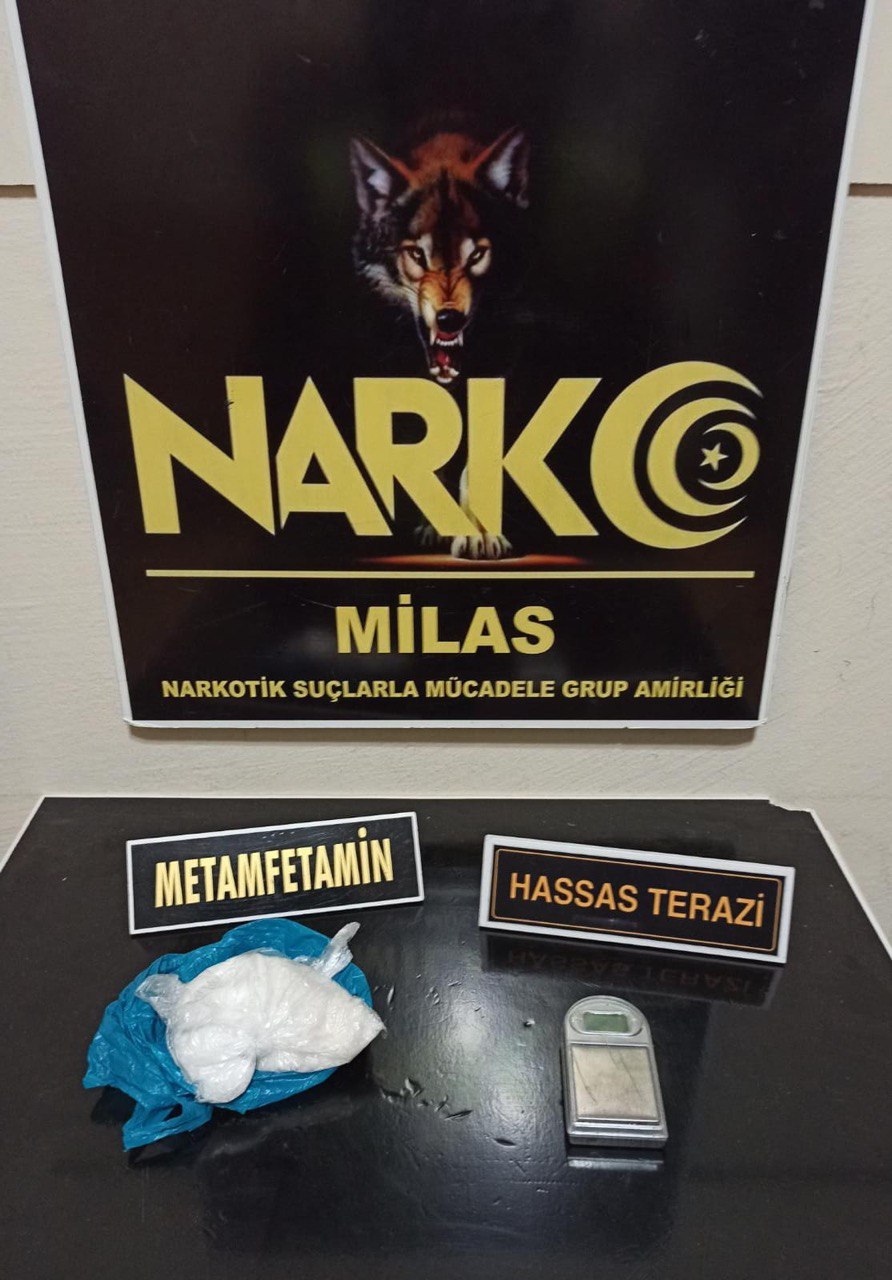 NARKO
MİLAS
NARKOTİK SUÇLARLA MÜCADELE GRUP AMİRLİĞİ
METAMFETAMİN
HASSAS TERAZİ